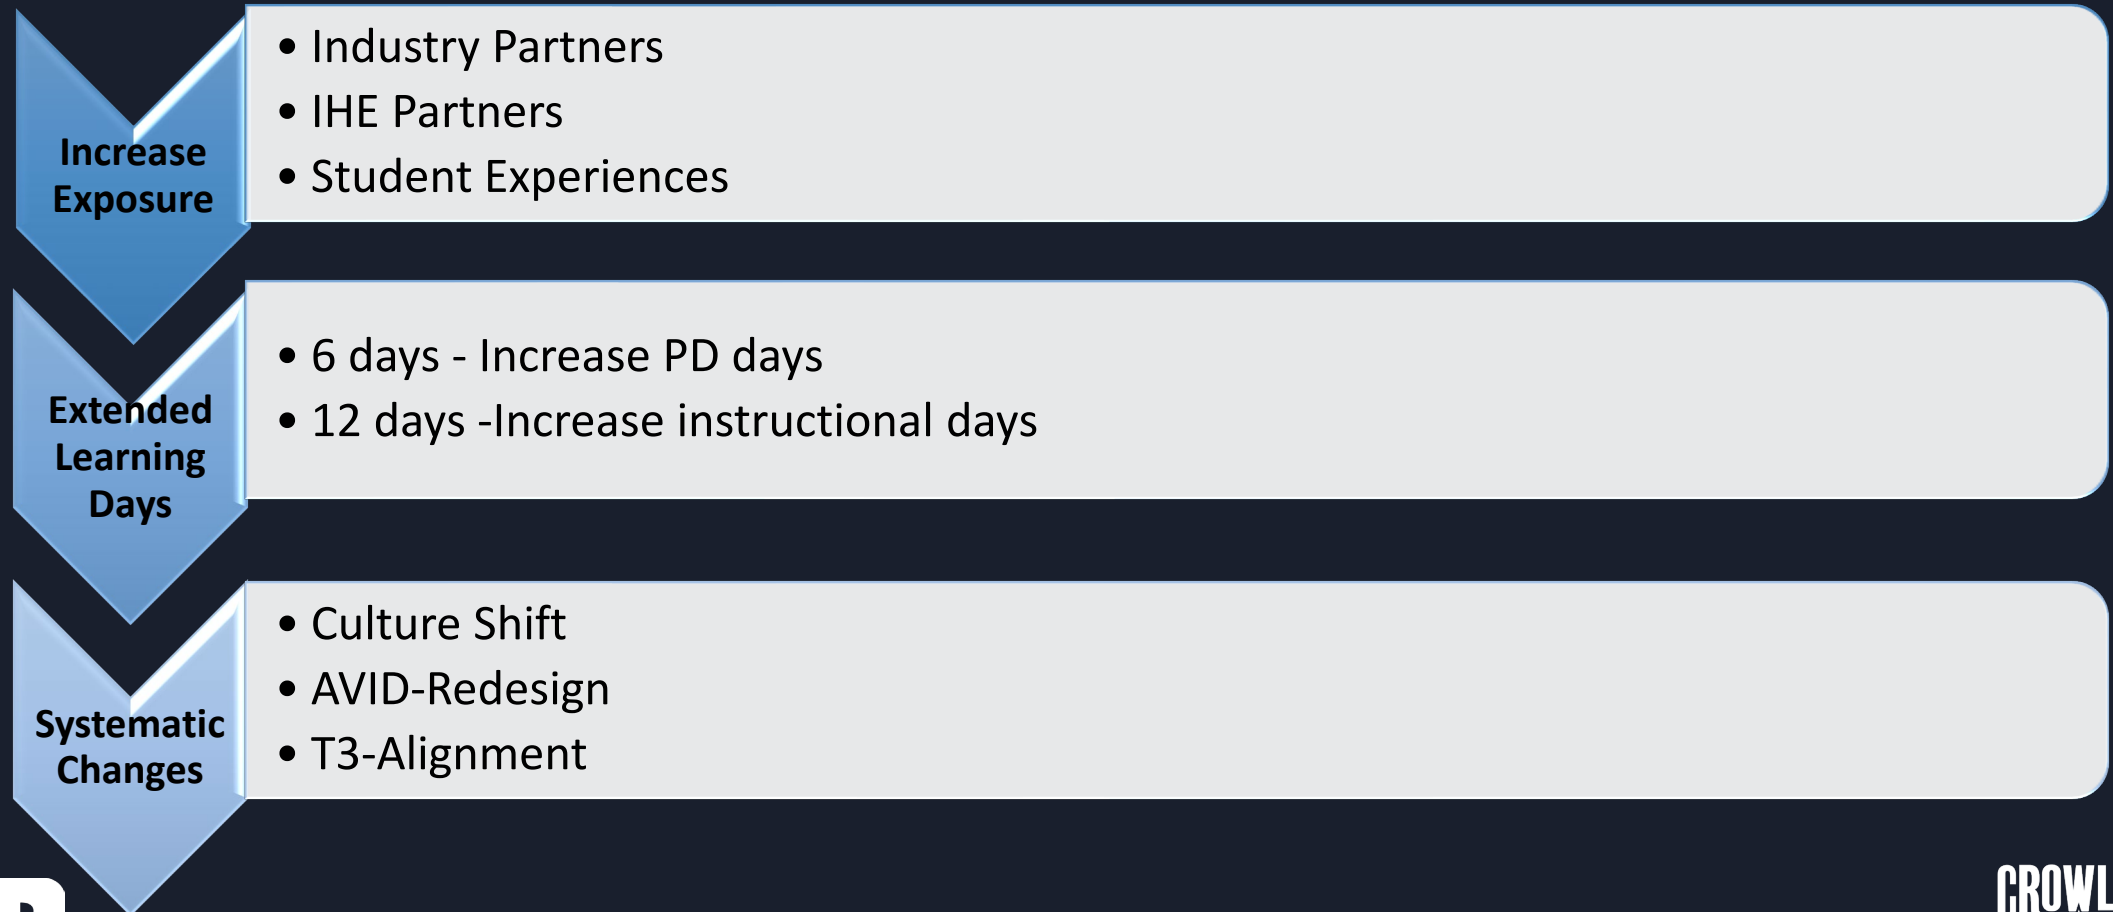 Increase
Exposure
• Industry Partners
• IHE Partners
• Student Experiences
Extended
Learning
Days
• 6 days - Increase PD days
• 12 days -Increase instructional days
Systematic
Changes
• Culture Shift
• AVID-Redesign
• T3-Alignment
CROWL